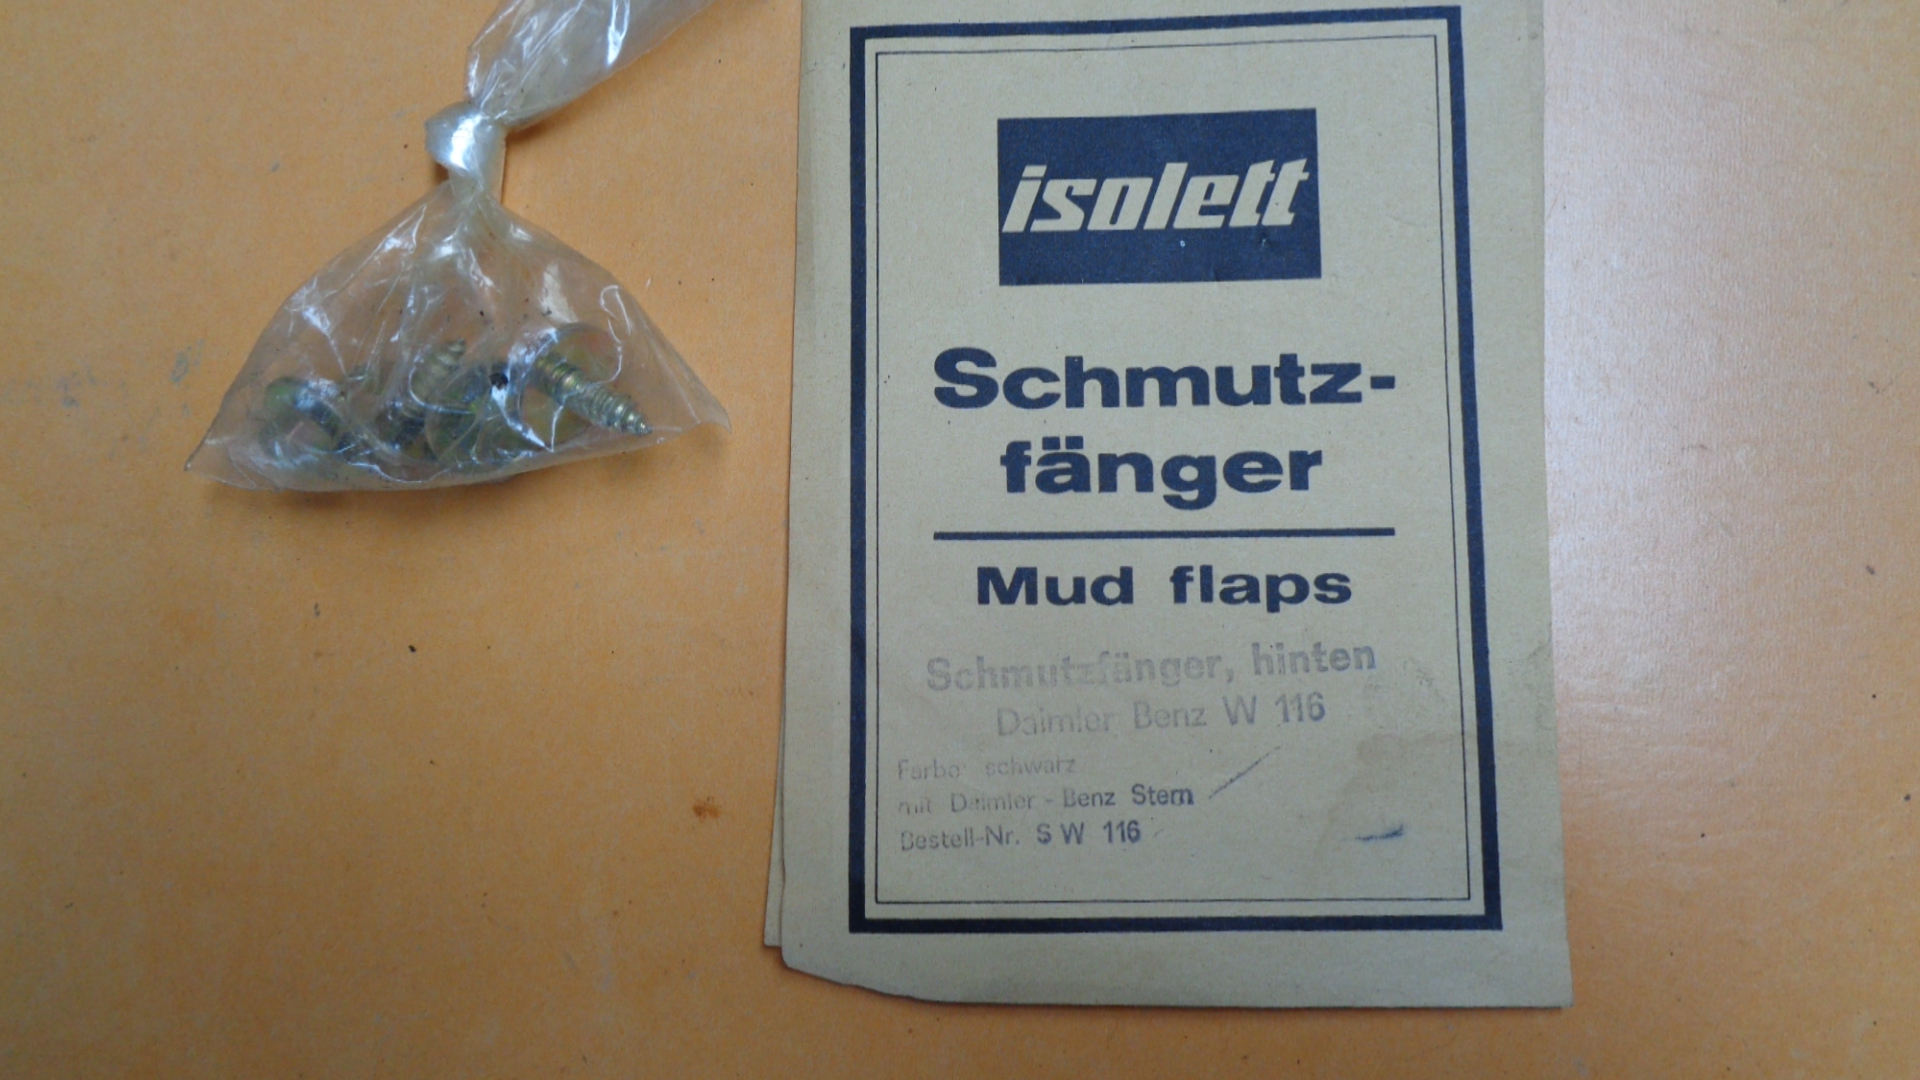 isolett
Schmutz-
fänger
Mud flaps
Schmutzfänger, hinten
Daimler Benz W 116
Farbe: schwarz
mit Daimler - Benz Stern
Bestell-Nr. S W 116